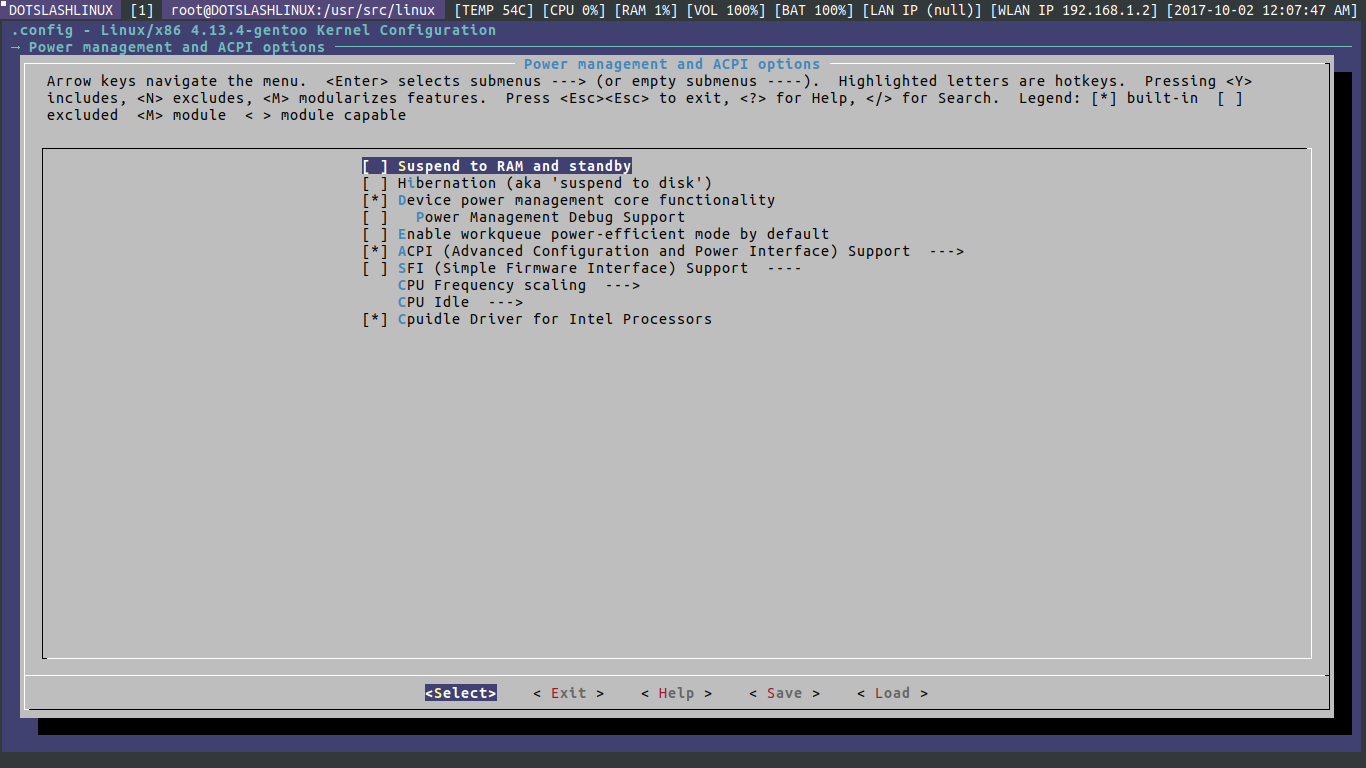 DOTSLASHLINUX [1] root@DOTSLASHLINUX:/usr/src/linux [TEMP 54C] [CPU 0%] [RAM 1%] [VOL 100%] [BAT 100%] [LAN IP (null)] [WLAN IP 192.168.1.2] [2017-10-02 12:07:47 AM]
.config - Linux/x86 4.13.4-gentoo Kernel Configuration
→ Power management and ACPI options
Power management and ACPI options
Arrow keys navigate the menu.  <Enter> selects submenus ---> (or empty submenus ----).  Highlighted letters are hotkeys.  Pressing <Y>
includes, <N> excludes, <M> modularizes features.  Press <Esc><Esc> to exit, <?> for Help, </> for Search.  Legend: [*] built-in  [ ]
excluded  <M> module  < > module capable
[ ] Suspend to RAM and standby
[ ] Hibernation (aka 'suspend to disk')
[*] Device power management core functionality
[ ]   Power Management Debug Support
[ ] Enable workqueue power-efficient mode by default
[*] ACPI (Advanced Configuration and Power Interface) Support  --->
[ ] SFI (Simple Firmware Interface) Support  ----
CPU Frequency scaling  --->
CPU Idle  --->
[*] Cpuidle Driver for Intel Processors
<Select>    < Exit >    < Help >    < Save >    < Load >